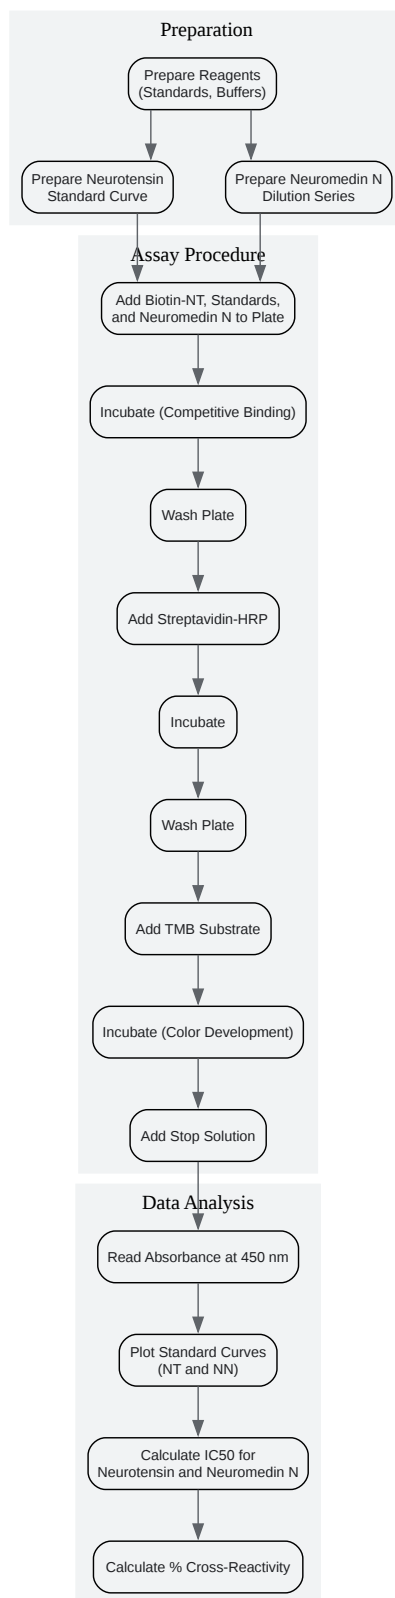 Preparation
Prepare Reagents
(Standards, Buffers)
Prepare Neurotensin
Standard Curve
Prepare Neuromedin N
Dilution Series
Assay Procedure
Add Biotin-NT, Standards,
and Neuromedin N to Plate
Incubate (Competitive Binding)
Wash Plate
Add Streptavidin-HRP
Incubate
Wash Plate
Add TMB Substrate
Incubate (Color Development)
Add Stop Solution
Data Analysis
Read Absorbance at 450 nm
Plot Standard Curves
(NT and NN)
Calculate IC50 for
Neurotensin and Neuromedin N
Calculate % Cross-Reactivity